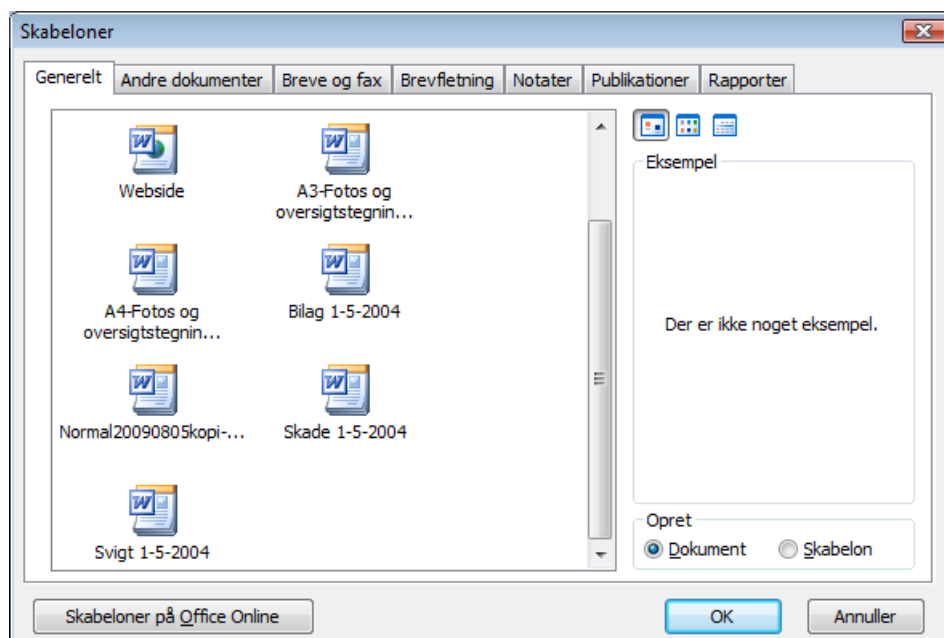 Skabeloner
Generelt
Andre dokumenter
Breve og fax
Brevfletning
Notater
Publikationer
Rapporter
Webside
A3-Fotos og
oversigtstegnin...
A4-Fotos og
oversigtstegnin...
Bilag 1-5-2004
Normal20090805kopi-...
Skade 1-5-2004
Svigt 1-5-2004
Eksempel
Der er ikke noget eksempel.
Opret
Dokument
Skabelon
Skabeloner på Office Online
OK
Annuller